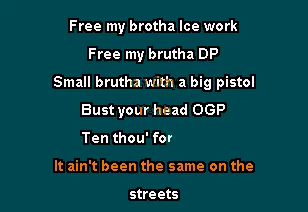 Free my brotha Ice work
Free my brutha DP
Small brutha with a big pistol
Bust your head OGP
Ten thou' for
It ain't been the same on the
streets